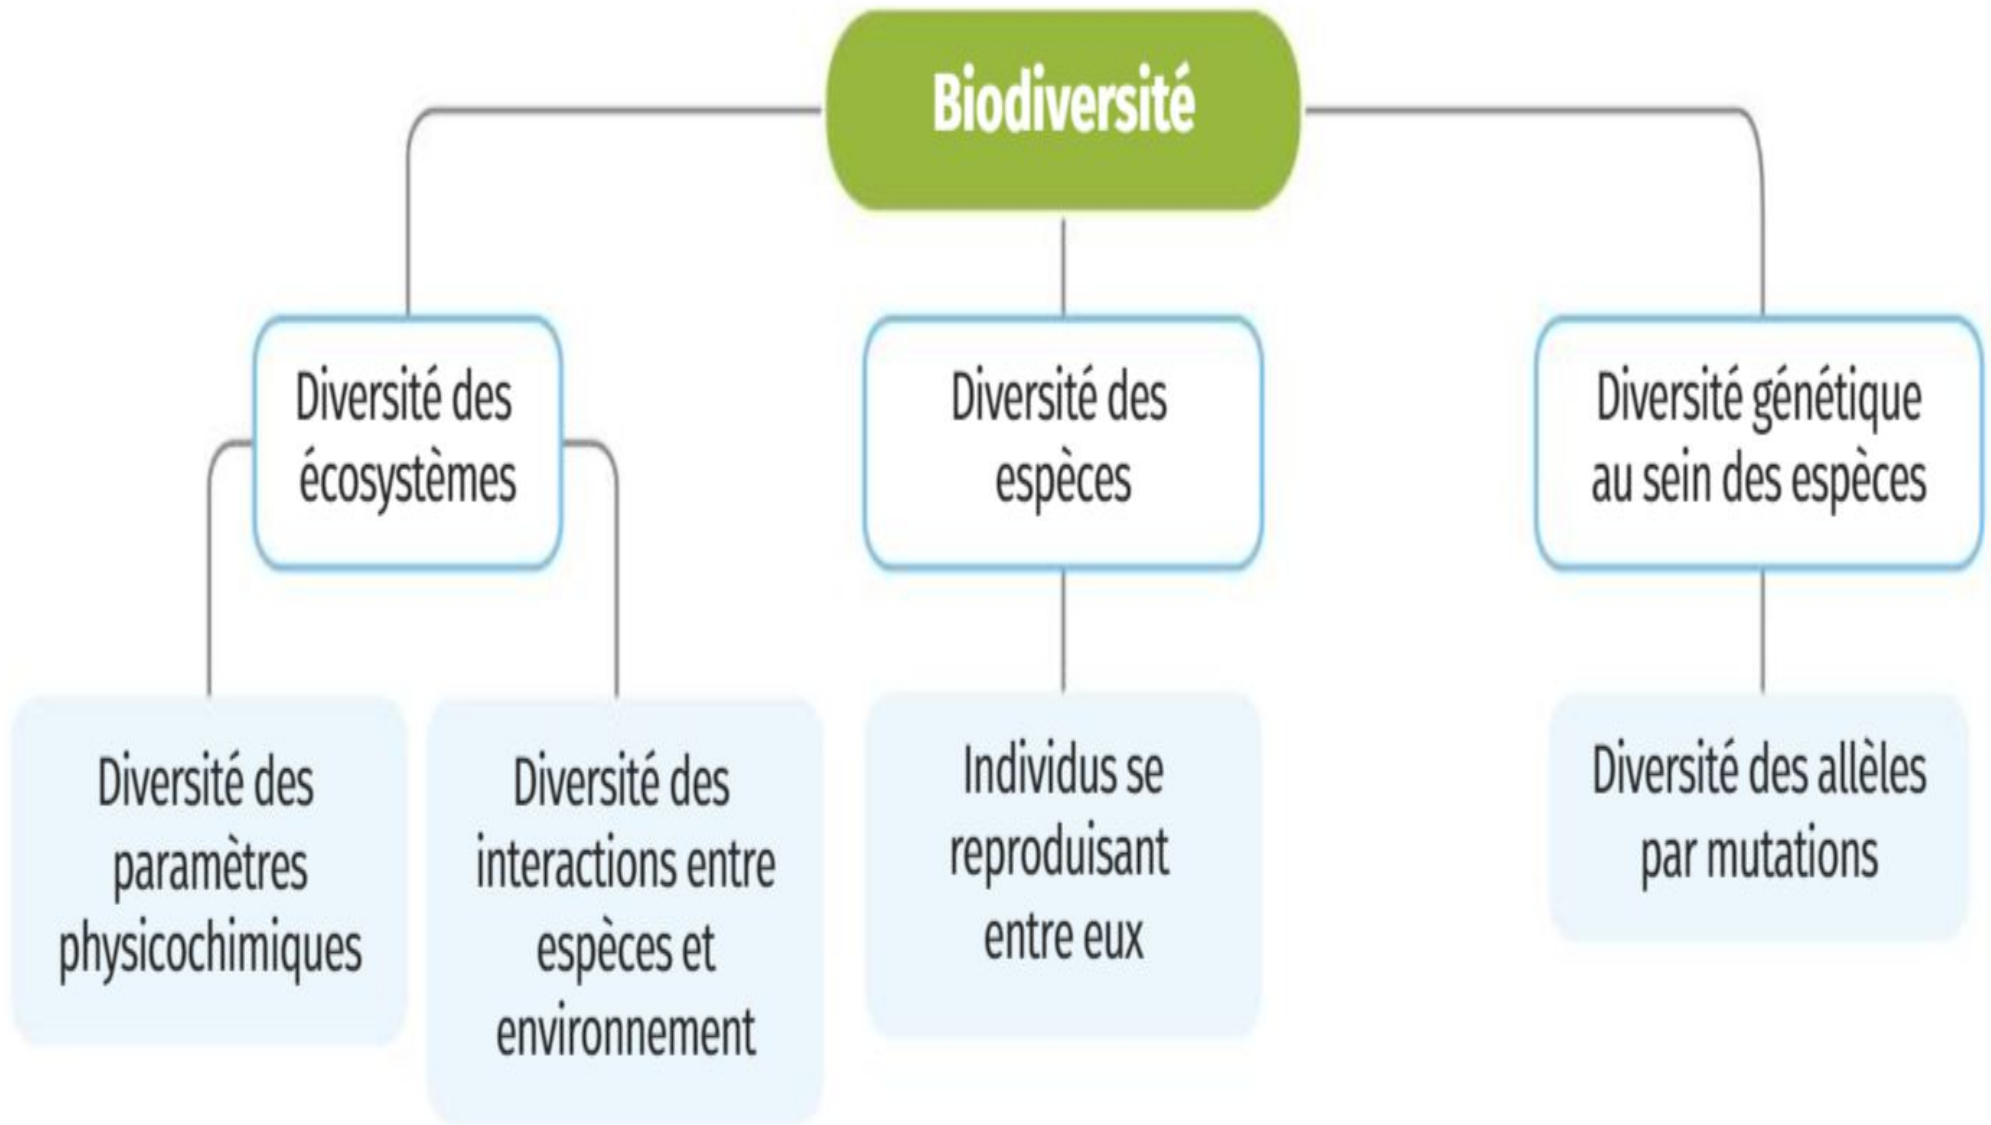 Biodiversité
Diversité des
écosystèmes
Diversité des
espèces
Diversité génétique
au sein des espèces
Diversité des
paramètres
physicochimiques
Diversité des
interactions entre
espèces et
environnement
Individus se
reproduisant
entre eux
Diversité des allèles
par mutations